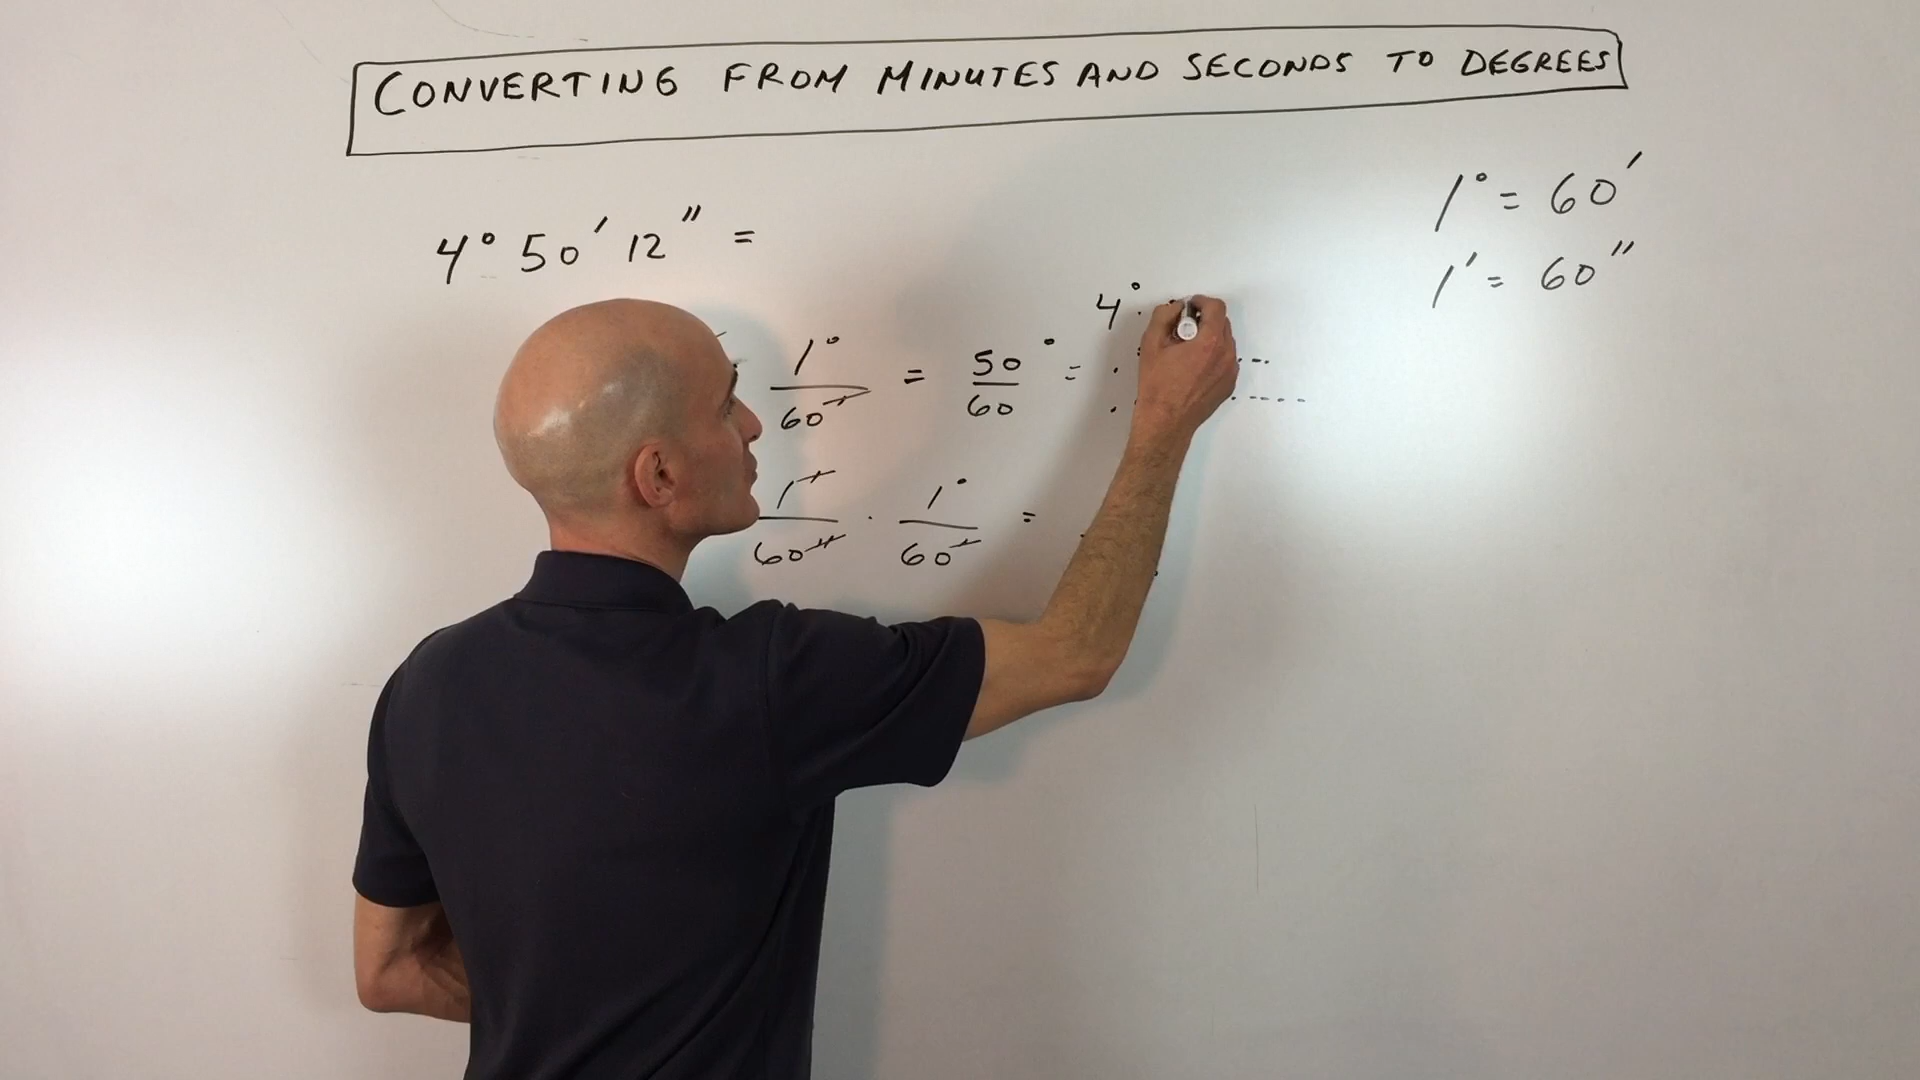 CONVERTING FROM MINUTES AND SECONDS TO DEGREES
1° = 60′
1′ = 60″
4° 50′ 12″ =
4°
1° / 60′ = 50° / 60 =
1′ / 60″ · 1° / 60′ =